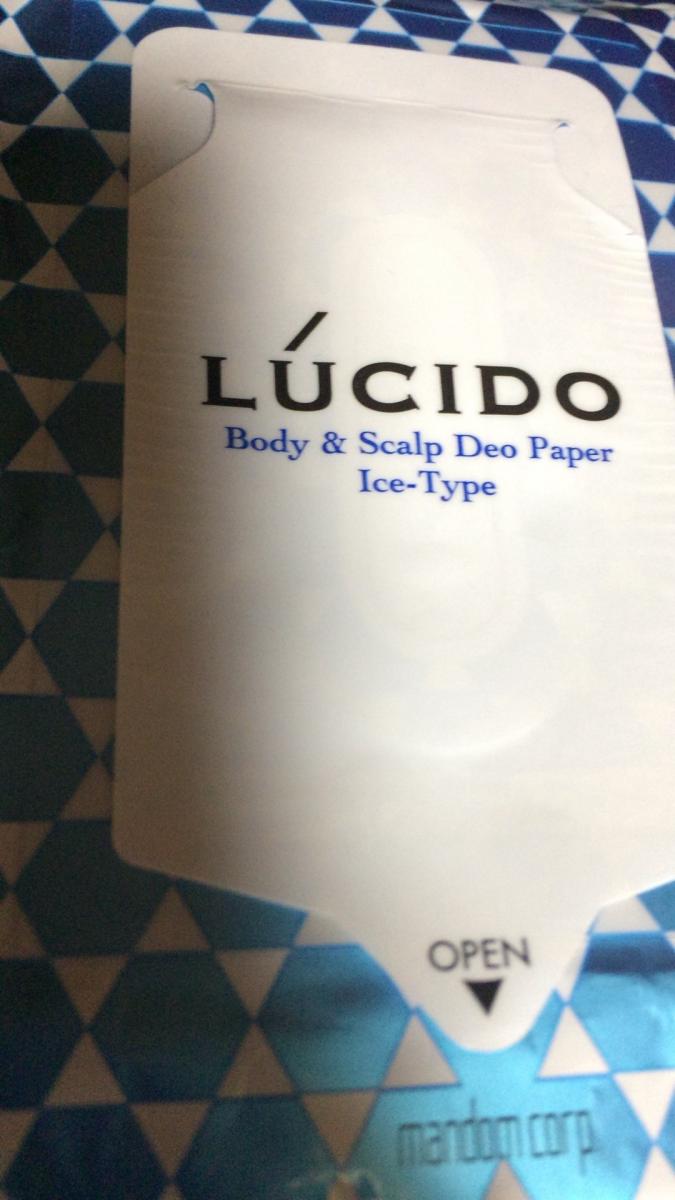 LÚCIDO
Body & Scalp Deo Paper
Ice-Type
OPEN
mandom corp.